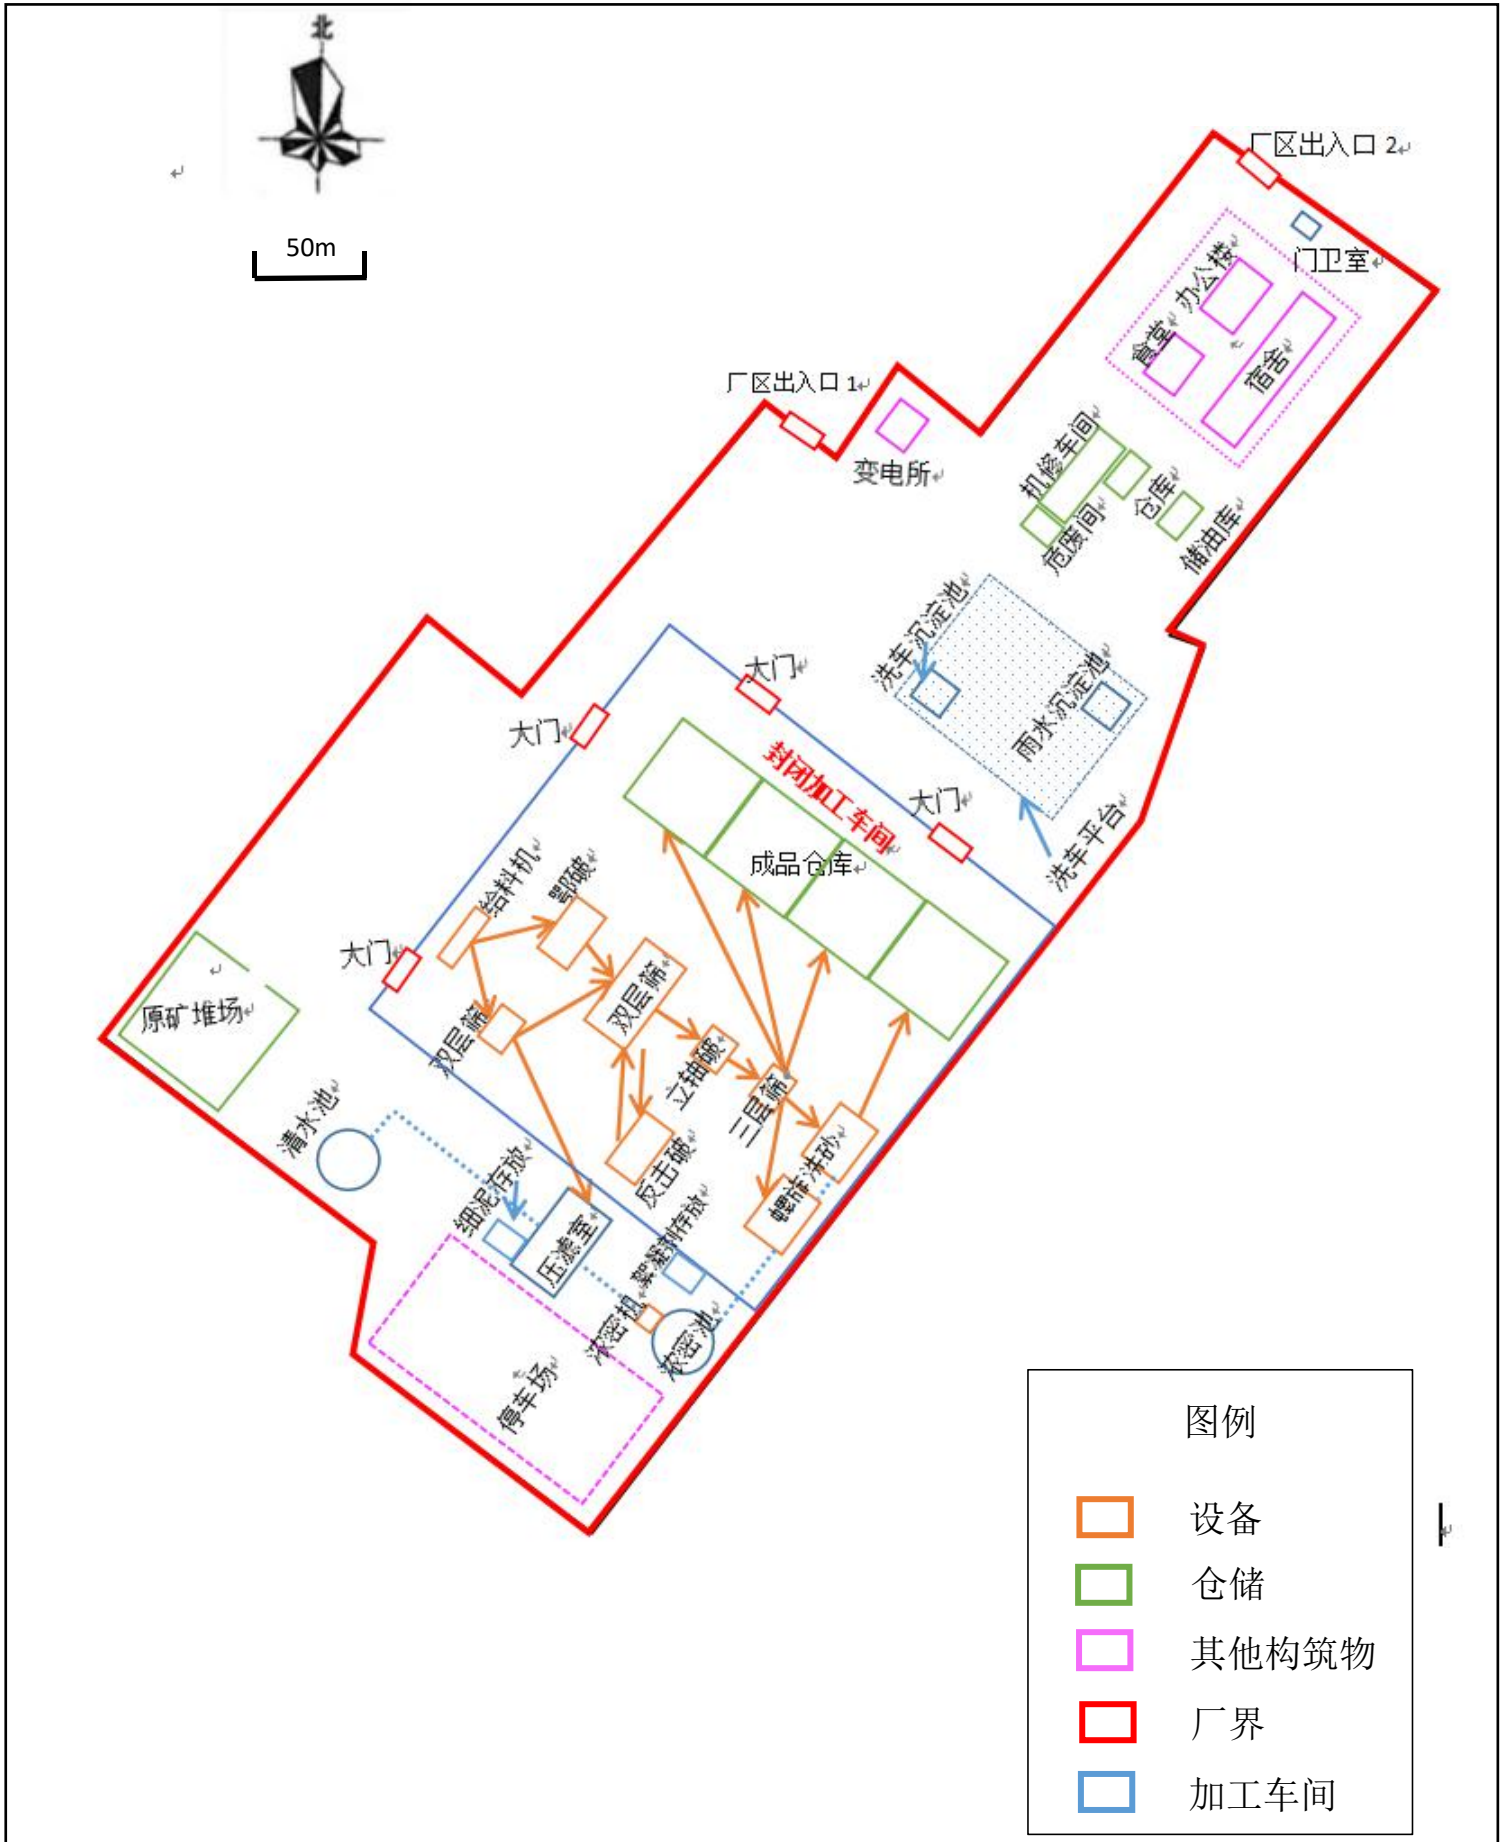 北
50m
厂区出入口 2
门卫室
办公楼
食堂
宿舍
厂区出入口 1
变电所
机修车间
仓库
危废间
储油库
洗车沉淀池
雨水沉淀池
洗车平台
大门
大门
大门
大门
封闭加工车间
成品仓库
给料机
鄂破
双层筛
双层筛
立轴破
三层筛
反击破
螺旋洗砂
原矿堆场
清水池
细泥存放
压滤室
絮凝剂存放
浓密机
浓密池
停车场
图例
设备
仓储
其他构筑物
厂界
加工车间